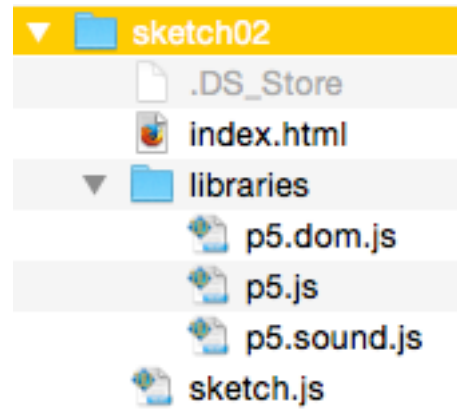 sketch02
.DS_Store
index.html
libraries
p5.dom.js
p5.js
p5.sound.js
sketch.js